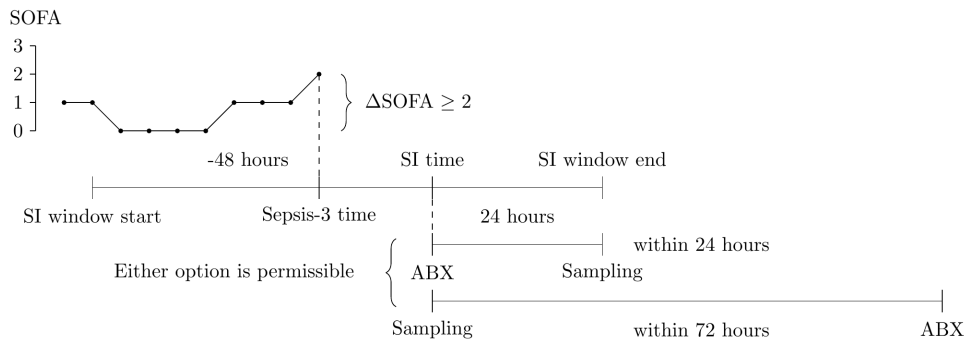 SOFA
3
2
1
0
ΔSOFA ≥ 2
-48 hours
SI time
SI window end
SI window start
Sepsis-3 time
24 hours
within 24 hours
Either option is permissible
ABX
Sampling
Sampling
within 72 hours
ABX